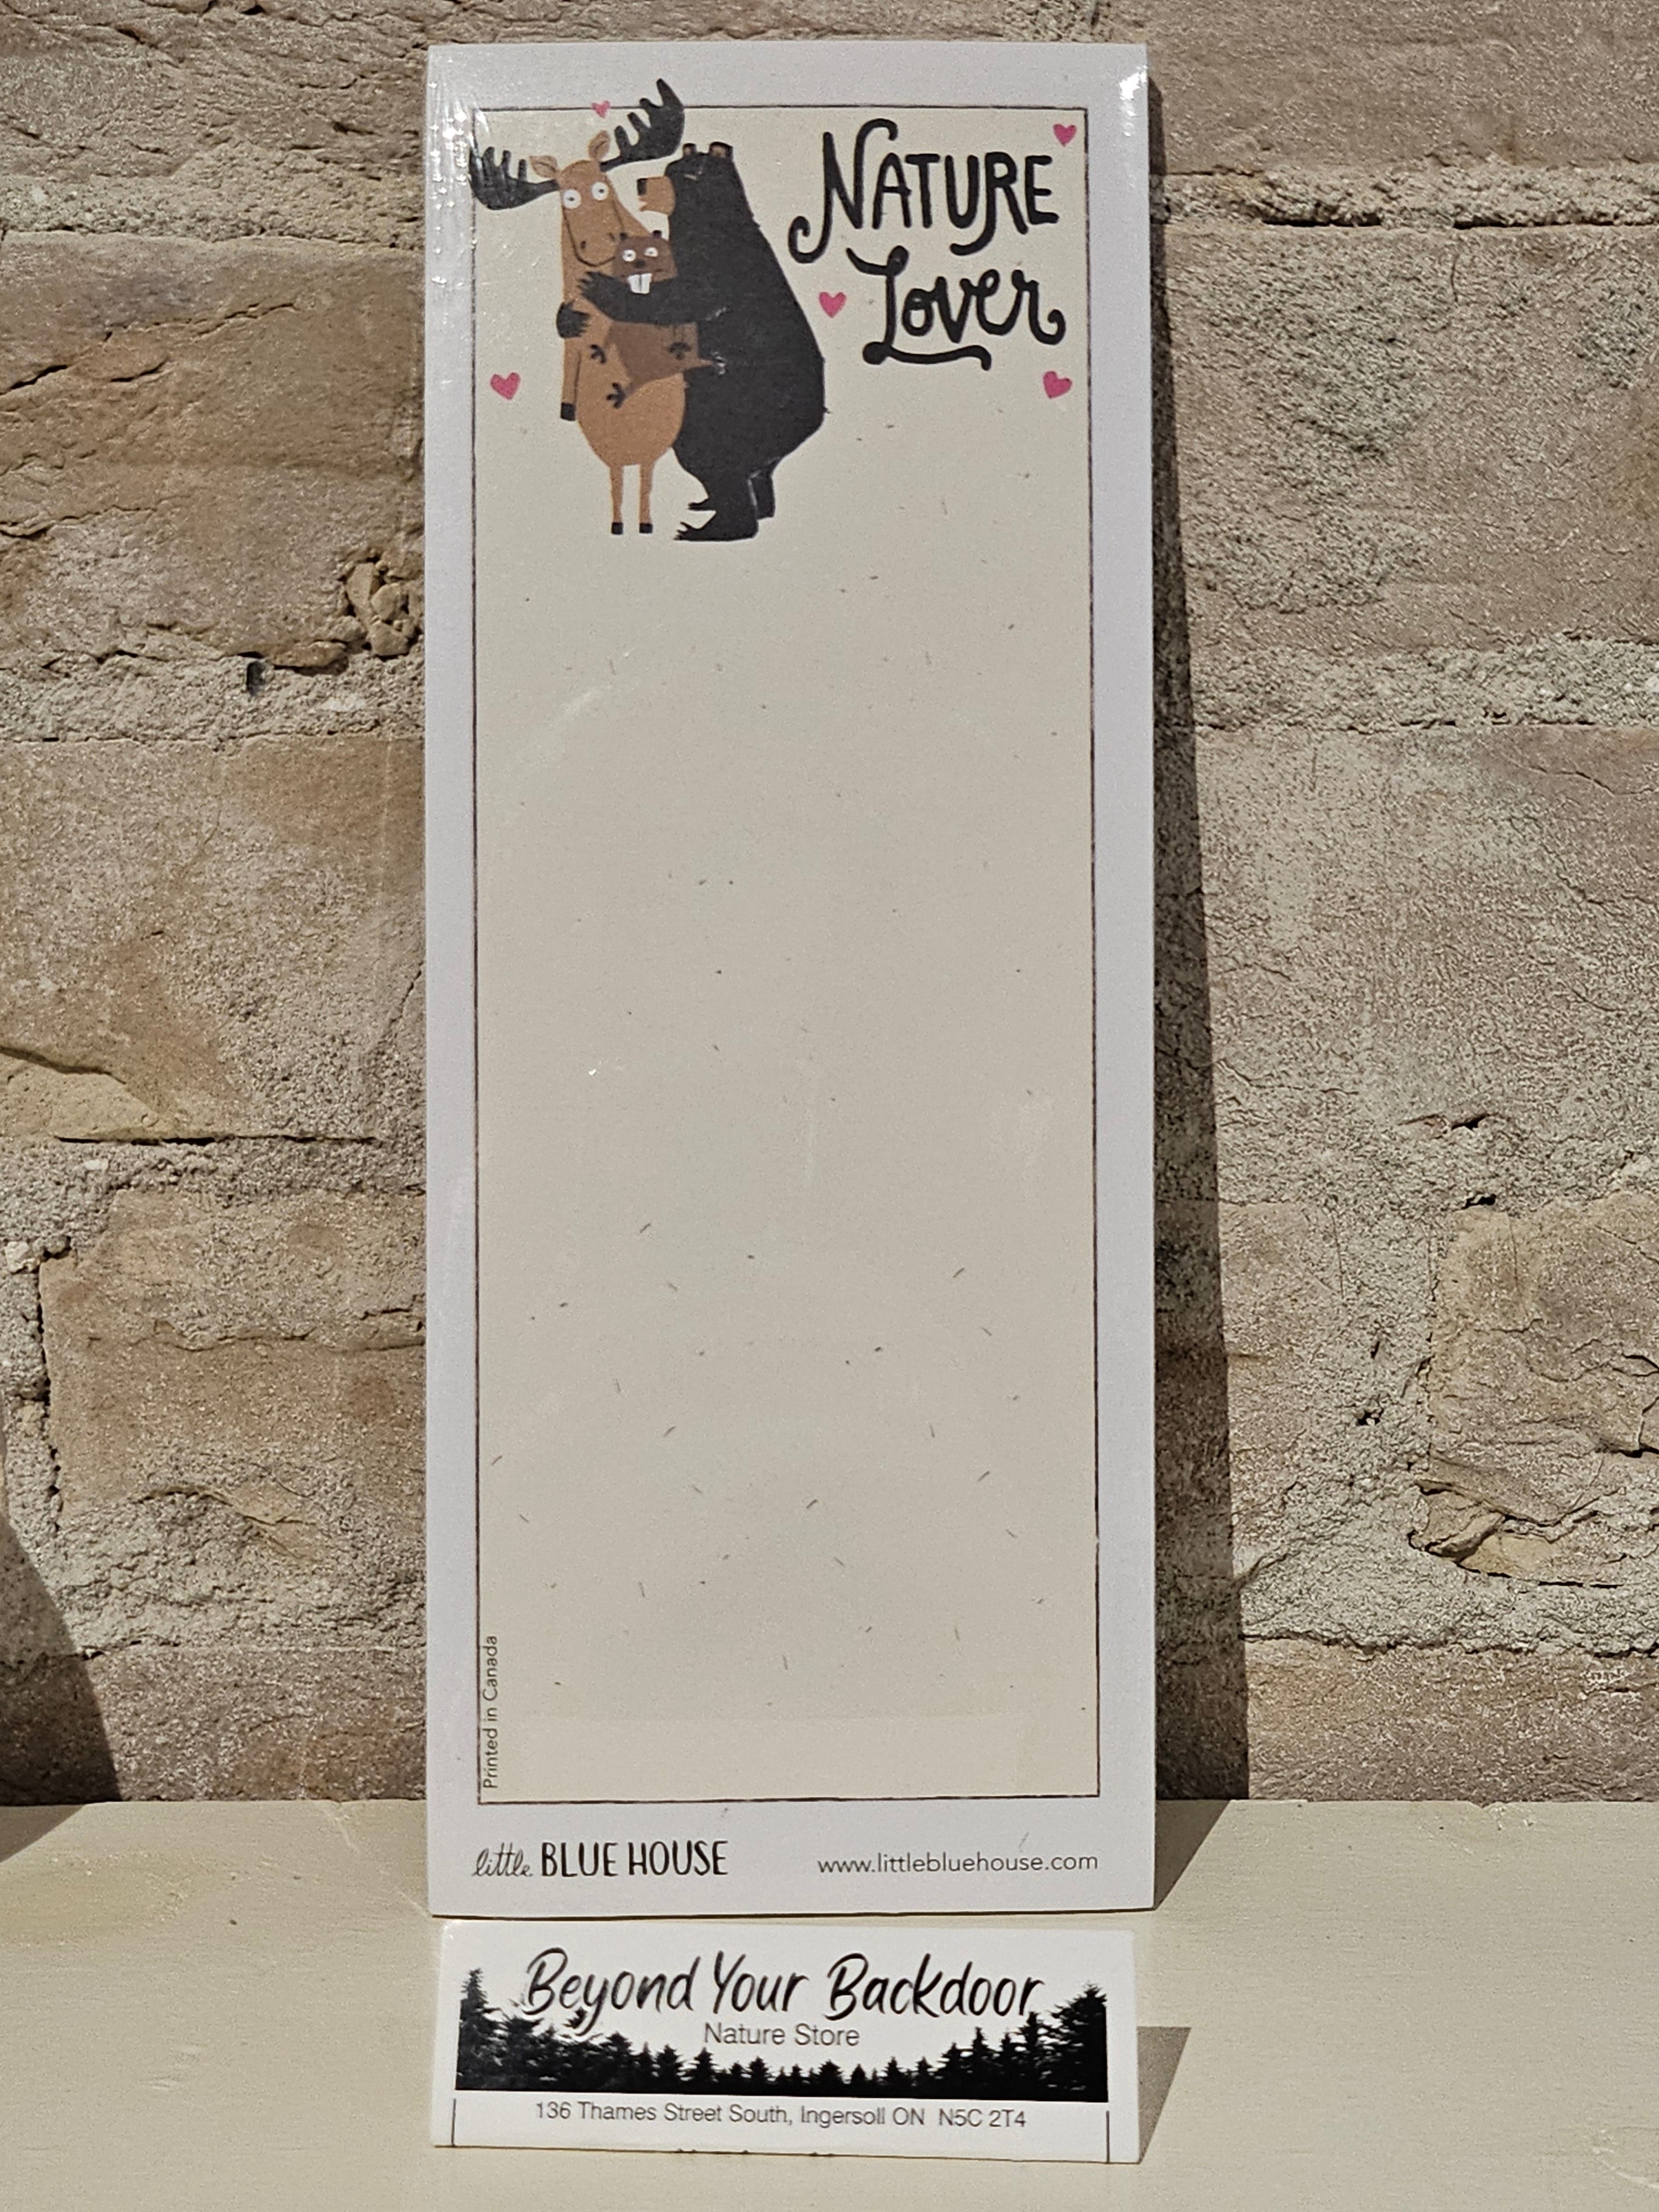 NATURE
Lover
Printed in Canada
little BLUE HOUSE
www.littlebluehouse.com
Beyond Your Backdoor
Nature Store
136 Thames Street South, Ingersoll ON N5C 2T4